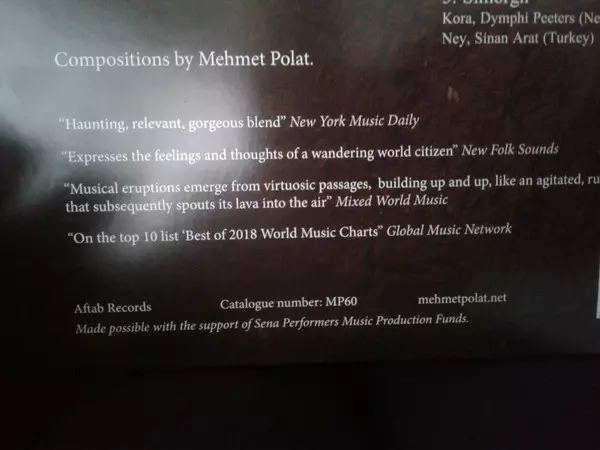 Kora, Dymphi Peeters
Ney, Sinan Arat (Turkey)
Compositions by Mehmet Polat.
“Haunting, relevant, gorgeous blend” New York Music Daily
“Expresses the feelings and thoughts of a wandering world citizen” New Folk Sounds
“Musical eruptions emerge from virtuosic passages, building up and up, like an agitated,
that subsequently spouts its lava into the air” Mixed World Music
“On the top 10 list ‘Best of 2018 World Music Charts” Global Music Network
Aftab Records Catalogue number: MP60 mehmetpolat.net
Made possible with the support of Sena Performers Music Production Funds.